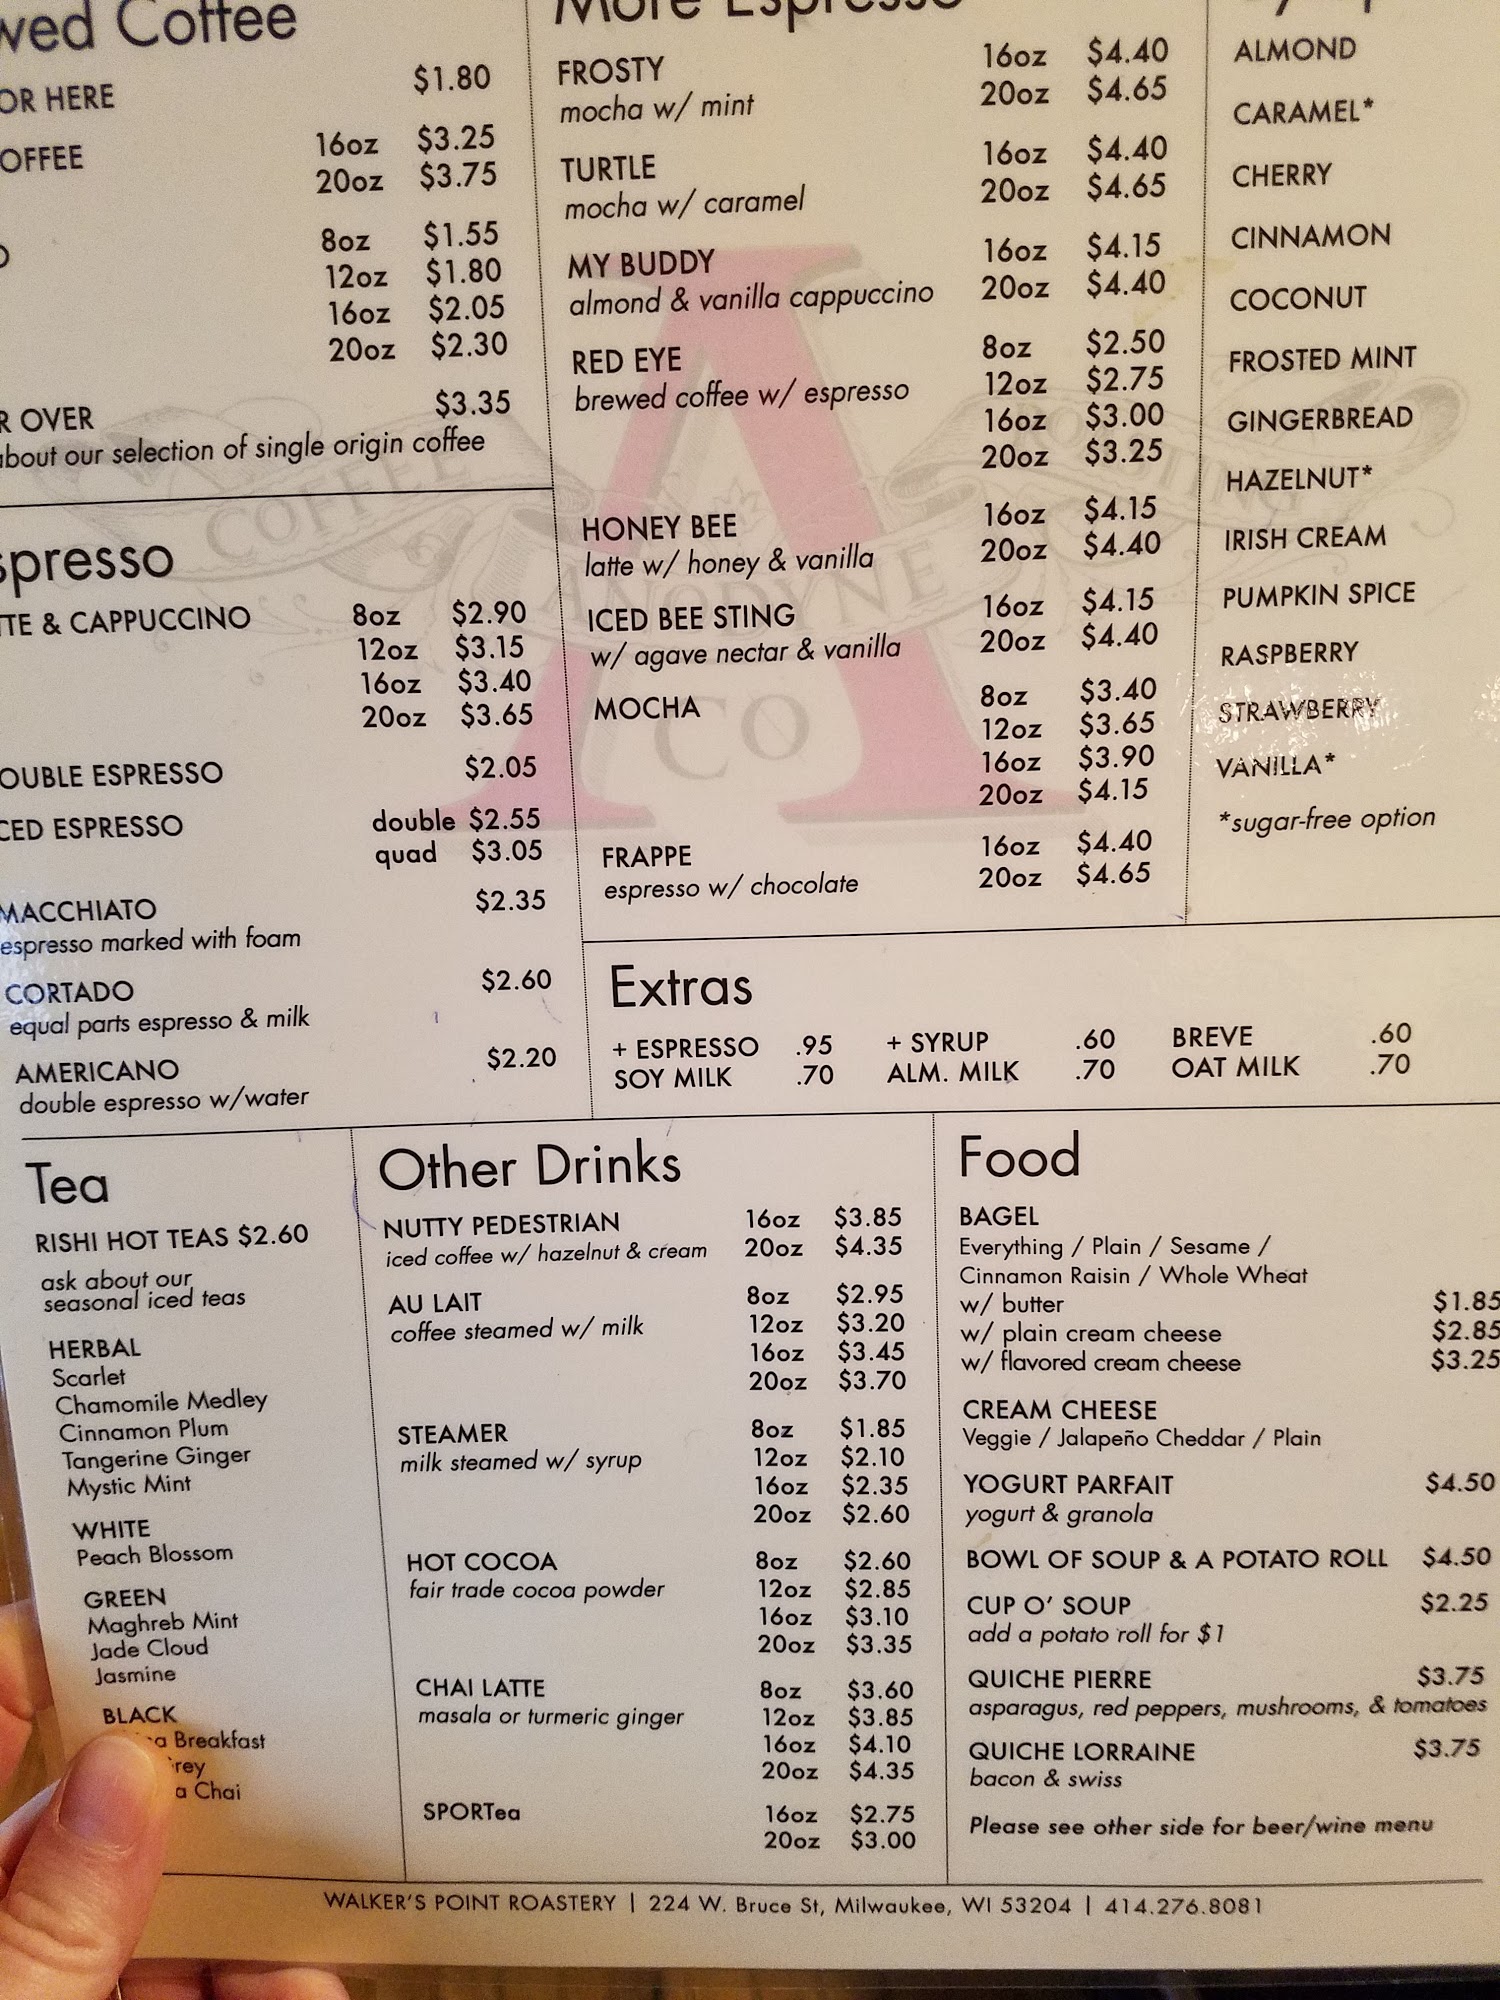 Coffee
HERE $1.80
16oz $3.25
20oz $3.75
8oz $1.55
12oz $1.80
16oz $2.05
20oz $2.30
OVER $3.35
about our selection of single origin coffee
& CAPPUCCINO 8oz $2.90
12oz $3.15
16oz $3.40
20oz $3.65
ESPRESSO $2.05
ESPRESSO double $2.55
quad $3.05
MACCHIATO $2.35
espresso marked with foam
CORTADO $2.60
equal parts espresso & milk
AMERICANO $2.20
double espresso w/water
More Espresso
FROSTY 16oz $4.40
mocha w/ mint 20oz $4.65
TURTLE 16oz $4.40
mocha w/ caramel 20oz $4.65
MY BUDDY 16oz $4.15
almond & vanilla cappuccino 20oz $4.40
RED EYE 8oz $2.50
brewed coffee w/ espresso 12oz $2.75
16oz $3.00
20oz $3.25
HONEY BEE 16oz $4.15
latte w/ honey & vanilla 20oz $4.40
ICED BEE STING 16oz $4.15
w/ agave nectar & vanilla 20oz $4.40
MOCHA 8oz $3.40
12oz $3.65
16oz $3.90
20oz $4.15
FRAPPE 16oz $4.40
espresso w/ chocolate 20oz $4.65
COFFEE
A
ANODYNE
CO
ALMOND
CARAMEL*
CHERRY
CINNAMON
COCONUT
FROSTED MINT
GINGERBREAD
HAZELNUT*
IRISH CREAM
PUMPKIN SPICE
RASPBERRY
STRAWBERRY
VANILLA*
*sugar-free option
Extras
+ ESPRESSO .95 + SYRUP .60 BREVE .60
SOY MILK .70 ALM. MILK .70 OAT MILK .70
Tea
RISHI HOT TEAS $2.60
ask about our
seasonal iced teas
HERBAL
Scarlet
Chamomile Medley
Cinnamon Plum
Tangerine Ginger
Mystic Mint
WHITE
Peach Blossom
GREEN
Maghreb Mint
Jade Cloud
Jasmine
BLACK
Breakfast
Chai
Other Drinks
NUTTY PEDESTRIAN 16oz $3.85
iced coffee w/ hazelnut & cream 20oz $4.35
AU LAIT 8oz $2.95
coffee steamed w/ milk 12oz $3.20
16oz $3.45
20oz $3.70
STEAMER 8oz $1.85
milk steamed w/ syrup 12oz $2.10
16oz $2.35
20oz $2.60
HOT COCOA 8oz $2.60
fair trade cocoa powder 12oz $2.85
16oz $3.10
20oz $3.35
CHAI LATTE 8oz $3.60
masala or turmeric ginger 12oz $3.85
16oz $4.10
20oz $4.35
SPORTea 16oz $2.75
20oz $3.00
Food
BAGEL
Everything / Plain / Sesame /
Cinnamon Raisin / Whole Wheat
w/ butter $1.85
w/ plain cream cheese $2.85
w/ flavored cream cheese $3.25
CREAM CHEESE
Veggie / Jalapeño Cheddar / Plain
YOGURT PARFAIT $4.50
yogurt & granola
BOWL OF SOUP & A POTATO ROLL $4.50
CUP O' SOUP $2.25
add a potato roll for $1
QUICHE PIERRE $3.75
asparagus, red peppers, mushrooms, & tomatoes
QUICHE LORRAINE $3.75
bacon & swiss
Please see other side for beer/wine menu
WALKER'S POINT ROASTERY | 224 W. Bruce St, Milwaukee, WI 53204 | 414.276.8081